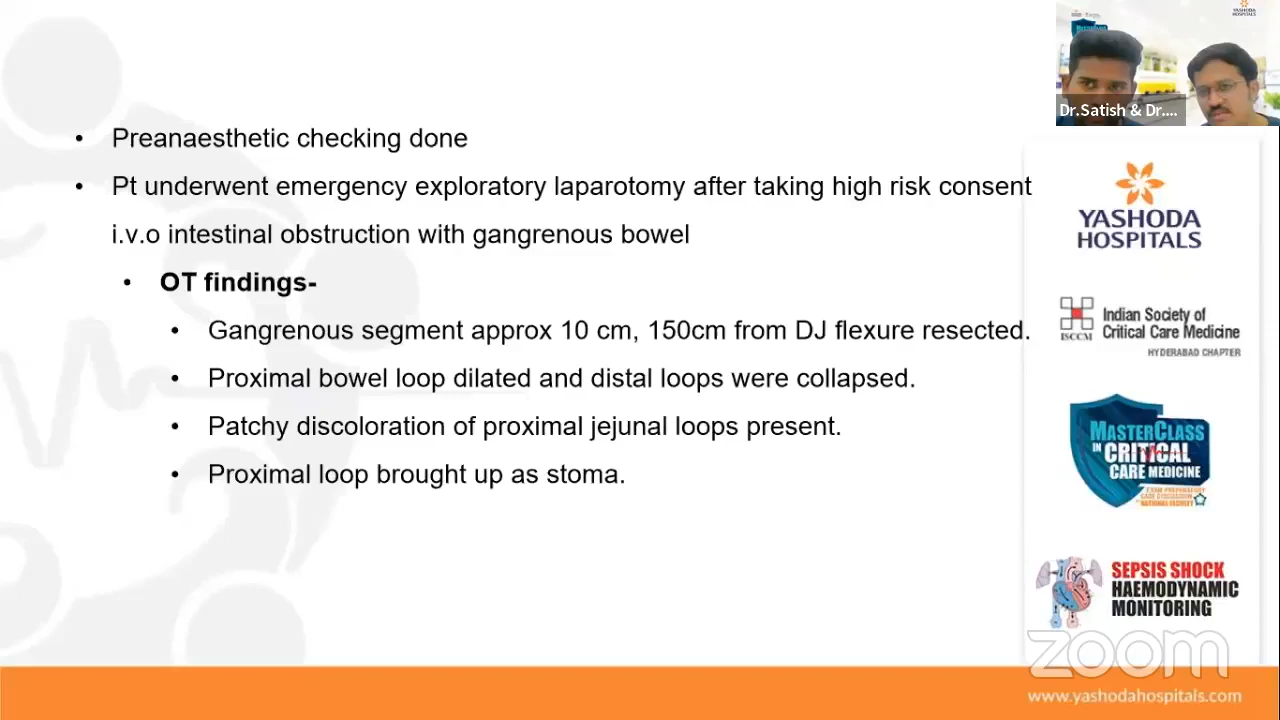 YASHODA
HOSPITALS
Dr.Satish & Dr....
• Preanaesthetic checking done
• Pt underwent emergency exploratory laparotomy after taking high risk consent
i.v.o intestinal obstruction with gangrenous bowel
• OT findings-
• Gangrenous segment approx 10 cm, 150cm from DJ flexure resected.
• Proximal bowel loop dilated and distal loops were collapsed.
• Patchy discoloration of proximal jejunal loops present.
• Proximal loop brought up as stoma.
YASHODA
HOSPITALS
ISCCM
Indian Society of
Critical Care Medicine
HYDERABAD CHAPTER
MASTERCLASS
IN CRITICAL
CARE MEDICINE
SEPSIS SHOCK
HAEMODYNAMIC
MONITORING
zoom
www.yashodahospitals.com